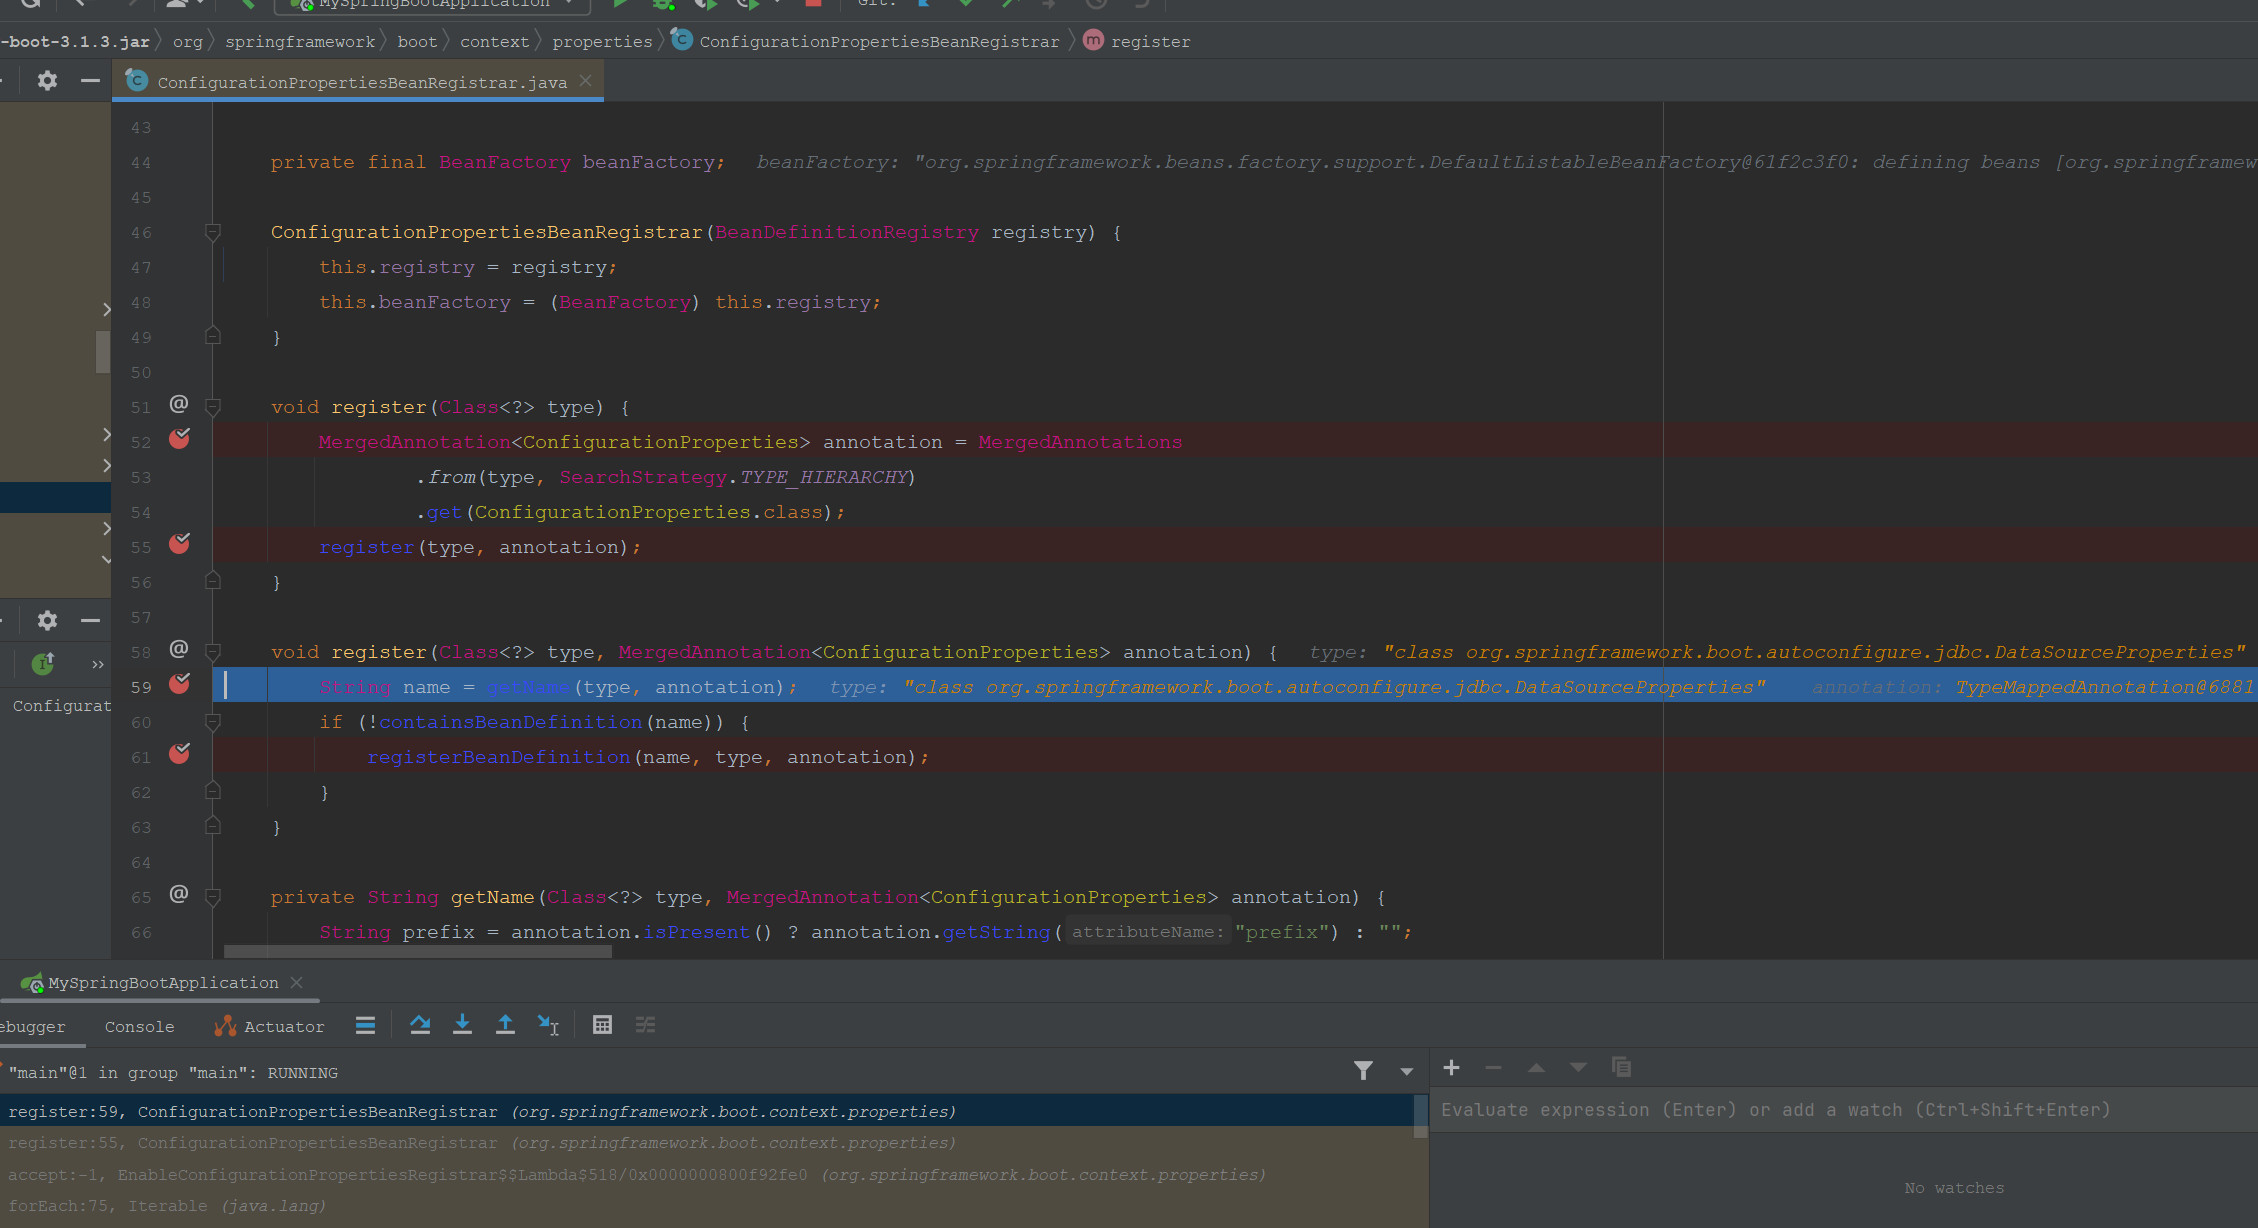 MySpringBootApplication Git:
-boot-3.1.3.jar org springframework boot context properties ConfigurationPropertiesBeanRegistrar register
ConfigurationPropertiesBeanRegistrar.java
43
44 private final BeanFactory beanFactory; beanFactory: "org.springframework.beans.factory.support.DefaultListableBeanFactory@61f2c3f0: defining beans [org.springframew
45
46 ConfigurationPropertiesBeanRegistrar(BeanDefinitionRegistry registry) {
47 this.registry = registry;
48 this.beanFactory = (BeanFactory) this.registry;
49 }
50
51 @ void register(Class<?> type) {
52 MergedAnnotation<ConfigurationProperties> annotation = MergedAnnotations
53 .from(type, SearchStrategy.TYPE_HIERARCHY)
54 .get(ConfigurationProperties.class);
55 register(type, annotation);
56 }
57
58 @ void register(Class<?> type, MergedAnnotation<ConfigurationProperties> annotation) { type: "class org.springframework.boot.autoconfigure.jdbc.DataSourceProperties"
59 String name = getName(type, annotation); type: "class org.springframework.boot.autoconfigure.jdbc.DataSourceProperties" annotation: TypeMappedAnnotation@6881
60 if (!containsBeanDefinition(name)) {
61 registerBeanDefinition(name, type, annotation);
62 }
63 }
64
65 @ private String getName(Class<?> type, MergedAnnotation<ConfigurationProperties> annotation) {
66 String prefix = annotation.isPresent() ? annotation.getString( attributeName: "prefix") : "";
Configurat
MySpringBootApplication
ebugger Console Actuator
"main"@1 in group "main": RUNNING
register:59, ConfigurationPropertiesBeanRegistrar (org.springframework.boot.context.properties)
register:55, ConfigurationPropertiesBeanRegistrar (org.springframework.boot.context.properties)
accept:-1, EnableConfigurationPropertiesRegistrar$$Lambda$518/0x0000000800f92fe0 (org.springframework.boot.context.properties)
forEach:75, Iterable (java.lang)
Evaluate expression (Enter) or add a watch (Ctrl+Shift+Enter)
No watches